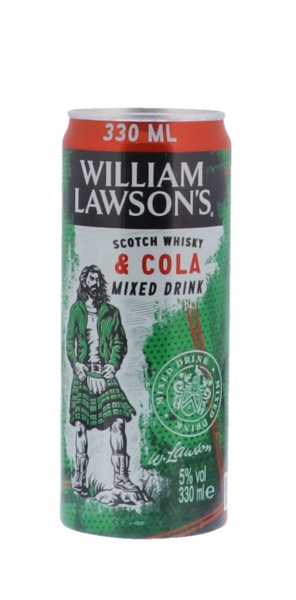 330 ML
WILLIAM
LAWSON'S
SCOTCH WHISKY
& COLA
MIXED DRINK
MIXED DRINK • MIXED DRINK
W. Lawson
5% vol
330 ml e